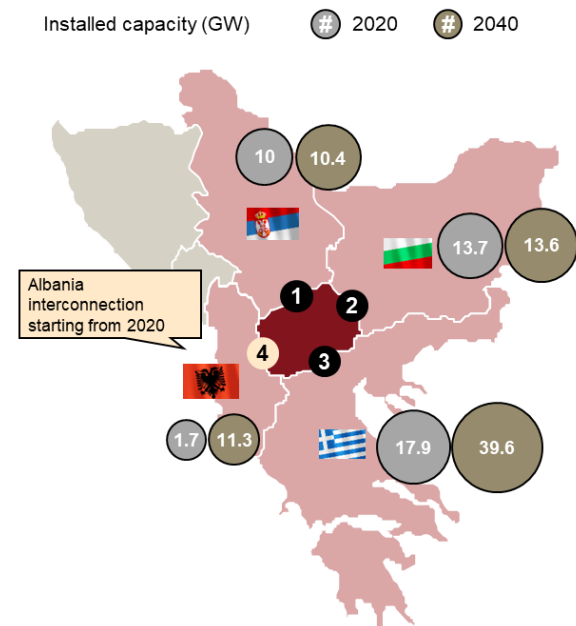 Installed capacity (GW) # 2020 # 2040
10 10.4
13.7 13.6
Albania
interconnection
starting from 2020
1
2
4
3
1.7 11.3
17.9 39.6